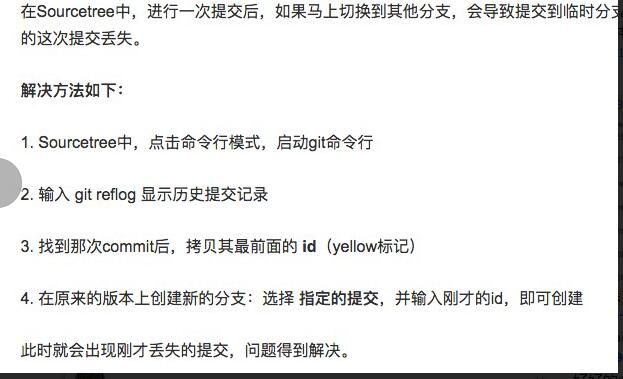 在Sourcetree中，进行一次提交后，如果马上切换到其他分支，会导致提交到临时分支
的这次提交丢失。
解决方法如下：
1. Sourcetree中，点击命令行模式，启动git命令行
2. 输入 git reflog 显示历史提交记录
3. 找到那次commit后，拷贝其最前面的 id（yellow标记）
4. 在原来的版本上创建新的分支：选择 指定的提交，并输入刚才的id，即可创建
此时就会出现刚才丢失的提交，问题得到解决。